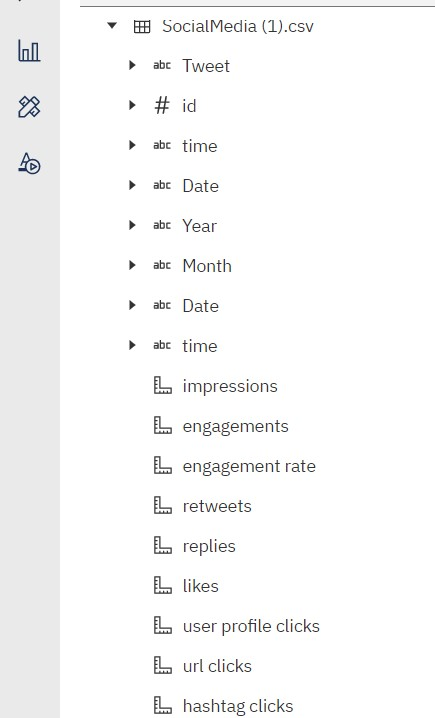 SocialMedia (1).csv
abc Tweet
# id
abc time
abc Date
abc Year
abc Month
abc Date
abc time
impressions
engagements
engagement rate
retweets
replies
likes
user profile clicks
url clicks
hashtag clicks